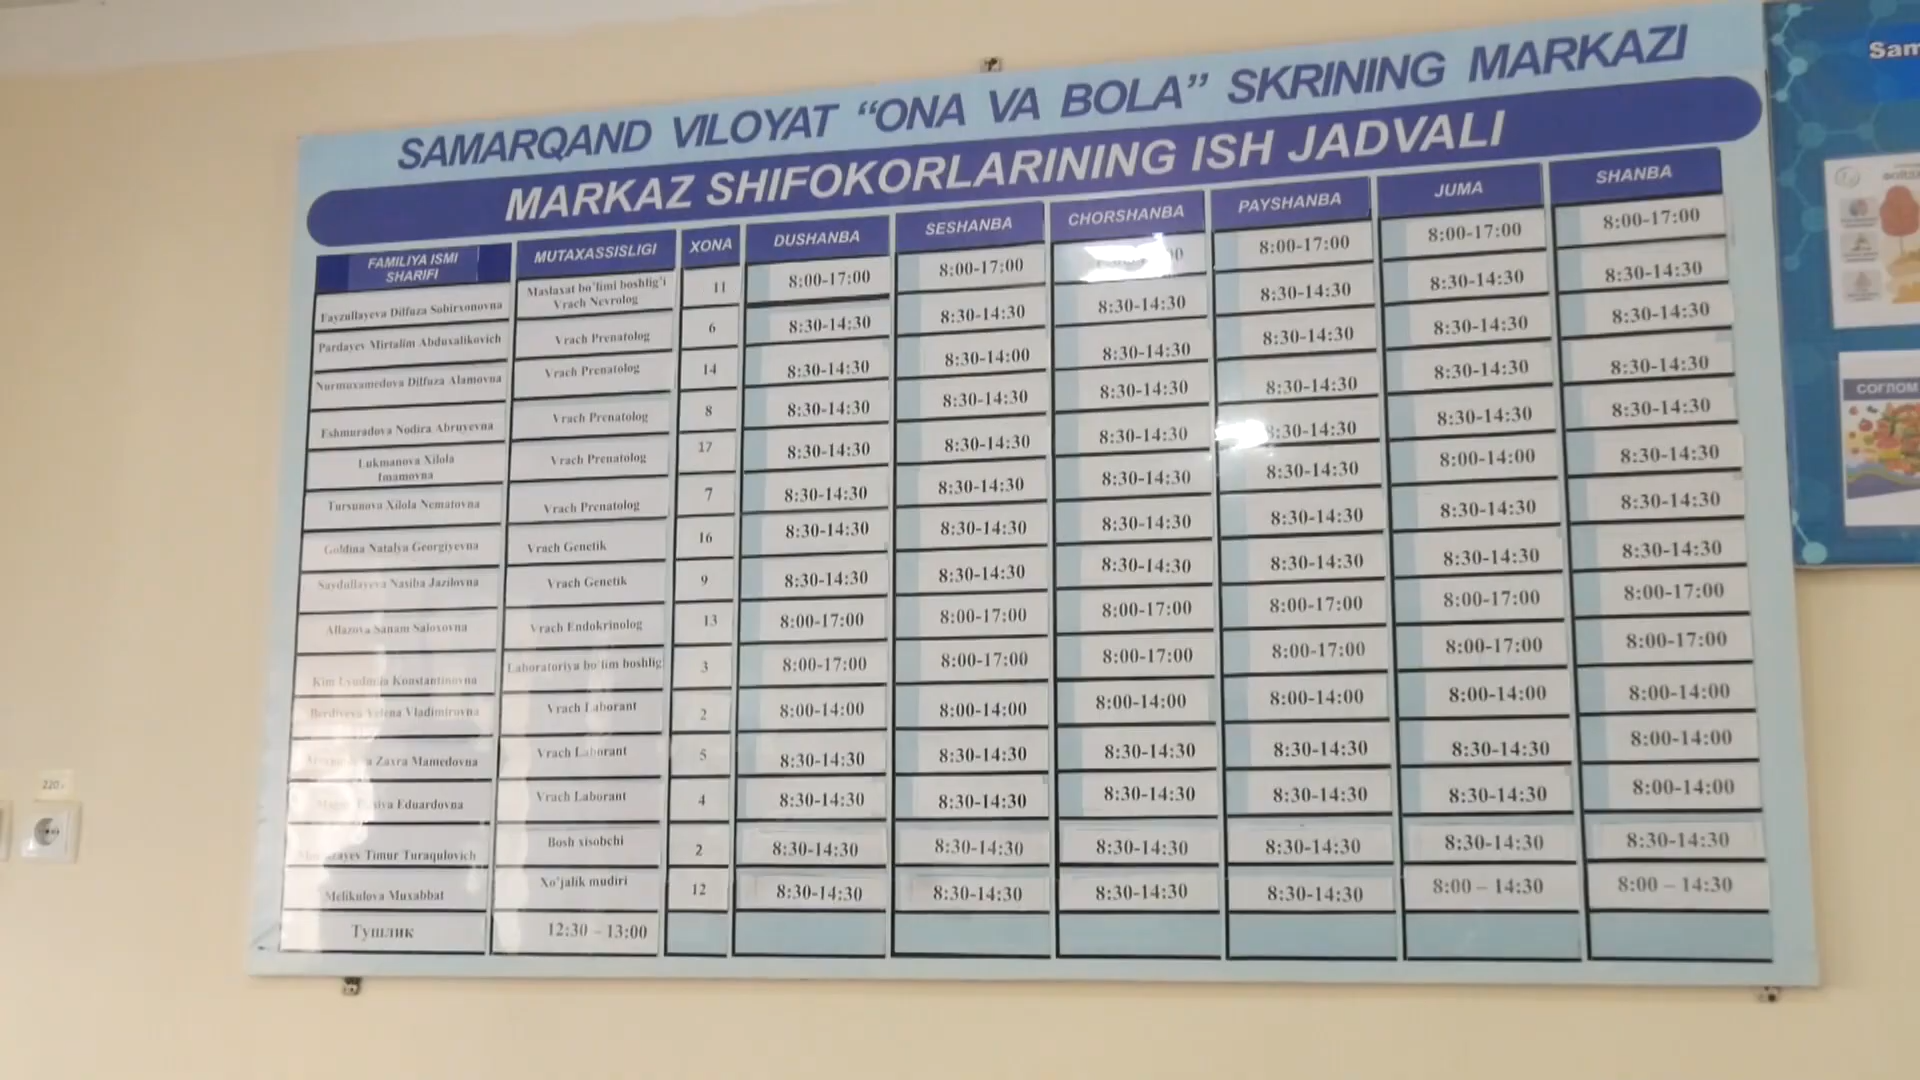 SAMARQAND VILOYAT “ONA VA BOLA” SKRINING MARKAZI
MARKAZ SHIFOKORLARINING ISH JADVALI
FAMILIYA ISMI SHARIFI MUTAXASSISLIGI XONA DUSHANBA SESHANBA CHORSHANBA PAYSHANBA JUMA SHANBA
Fayzullayeva Dilfuza Sobirxonovna Maslaxat bo'limi boshlig'i Vrach Nevrolog 11 8:00-17:00 8:00-17:00 8:00-17:00 8:00-17:00 8:00-17:00
Pardayev Mirtalim Abduxalikovich Vrach Prenatolog 6 8:30-14:30 8:30-14:30 8:30-14:30 8:30-14:30 8:30-14:30 8:30-14:30
Nurmuxamedova Dilfuza Alamovna Vrach Prenatolog 14 8:30-14:30 8:30-14:00 8:30-14:30 8:30-14:30 8:30-14:30 8:30-14:30
Eshmuradova Nodira Abruyevna Vrach Prenatolog 8 8:30-14:30 8:30-14:30 8:30-14:30 8:30-14:30 8:30-14:30 8:30-14:30
Lukmanova Xilola Imamovna Vrach Prenatolog 17 8:30-14:30 8:30-14:30 8:30-14:30 :30-14:30 8:30-14:30 8:30-14:30
Tursunova Xilola Nematovna Vrach Prenatolog 7 8:30-14:30 8:30-14:30 8:30-14:30 8:30-14:30 8:00-14:00 8:30-14:30
Goldina Natalya Georgiyevna Vrach Genetik 16 8:30-14:30 8:30-14:30 8:30-14:30 8:30-14:30 8:30-14:30 8:30-14:30
Saydullayeva Nasiba Jazilovna Vrach Genetik 9 8:30-14:30 8:30-14:30 8:30-14:30 8:30-14:30 8:30-14:30 8:30-14:30
Allazova Sanam Saloxovna Vrach Endokrinolog 13 8:00-17:00 8:00-17:00 8:00-17:00 8:00-17:00 8:00-17:00 8:00-17:00
Kim Lyudmila Konstantinovna Laboratoriya bo'lim boshlig 3 8:00-17:00 8:00-17:00 8:00-17:00 8:00-17:00 8:00-17:00 8:00-17:00
Vladimirovna Vrach Laborant 2 8:00-14:00 8:00-14:00 8:00-14:00 8:00-14:00 8:00-14:00 8:00-14:00
Zaxra Mamedovna Vrach Laborant 5 8:30-14:30 8:30-14:30 8:30-14:30 8:30-14:30 8:30-14:30 8:00-14:00
Eduardovna Vrach Laborant 4 8:30-14:30 8:30-14:30 8:30-14:30 8:30-14:30 8:30-14:30 8:00-14:00
Timur Turaqulovich Bosh xisobchi 2 8:30-14:30 8:30-14:30 8:30-14:30 8:30-14:30 8:30-14:30 8:30-14:30
Melikulova Muxabbat Xo'jalik mudiri 12 8:30-14:30 8:30-14:30 8:30-14:30 8:30-14:30 8:00 – 14:30 8:00 – 14:30
Тушлик 12:30 – 13:00
Sam
СОГЛОМ
220